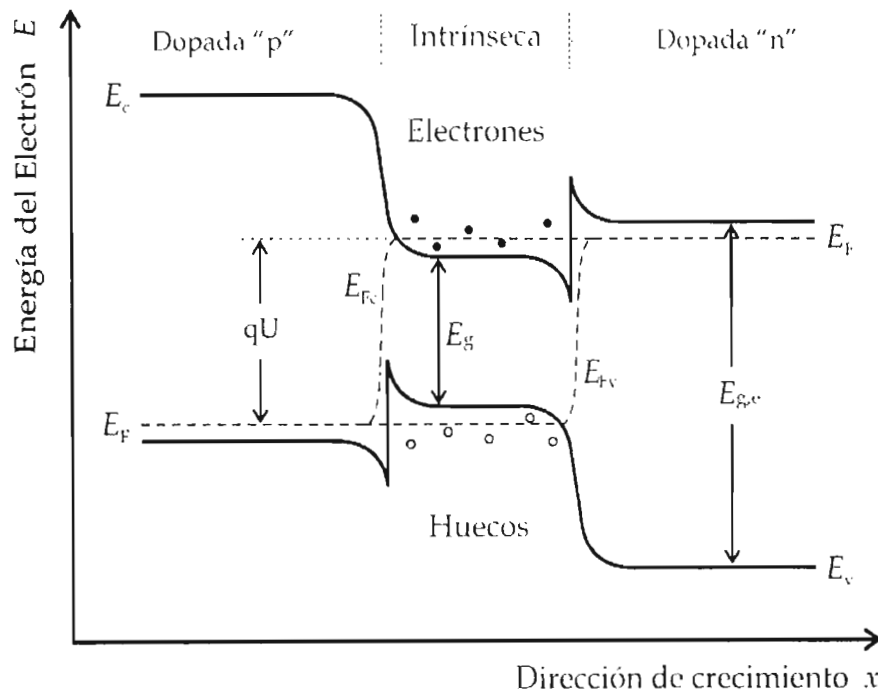 Energía del Electrón E
Dopada “p”
Intrínseca
Dopada “n”
E_c
Electrones
E_F
E_Fc
qU
E_g
E_Fv
E_g,e
E_F
Huecos
E_v
Dirección de crecimiento x